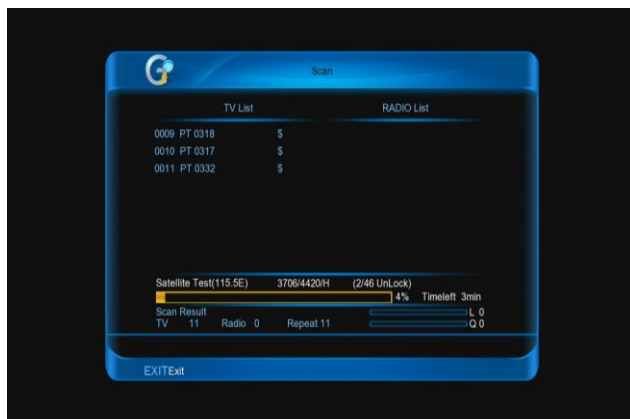 Scan
TV List RADIO List
0009 PT 0318 $
0010 PT 0317 $
0011 PT 0332 $
Satellite Test(115.5E) 3706/4420/H (2/46 UnLock)
4% Timeleft 3min
Scan Result L 0
TV 11 Radio 0 Repeat 11 Q 0
EXITExit